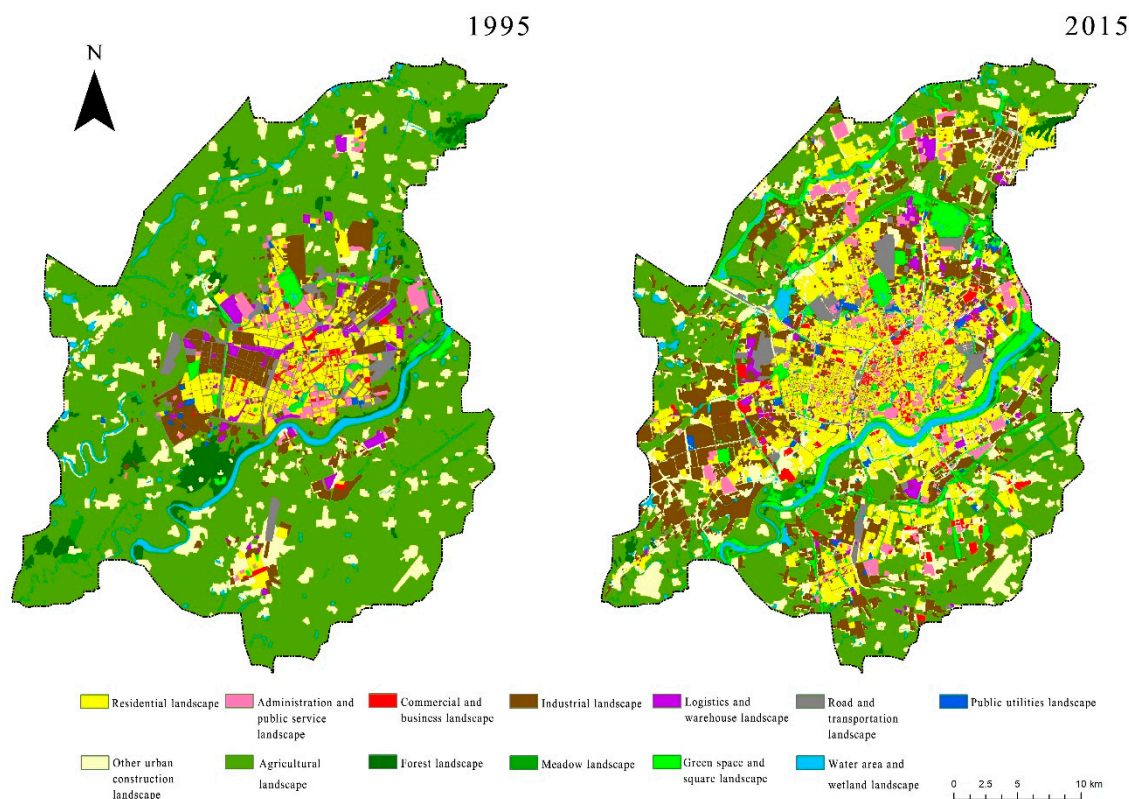 1995
2015
N
Residential landscape
Administration and
public service
landscape
Commercial and
business landscape
Industrial landscape
Logistics and
warehouse landscape
Road and
transportation
landscape
Public utilities landscape
Other urban
construction
landscape
Agricultural
landscape
Forest landscape
Meadow landscape
Green space and
square landscape
Water area and
wetland landscape
0 2.5 5 10 km